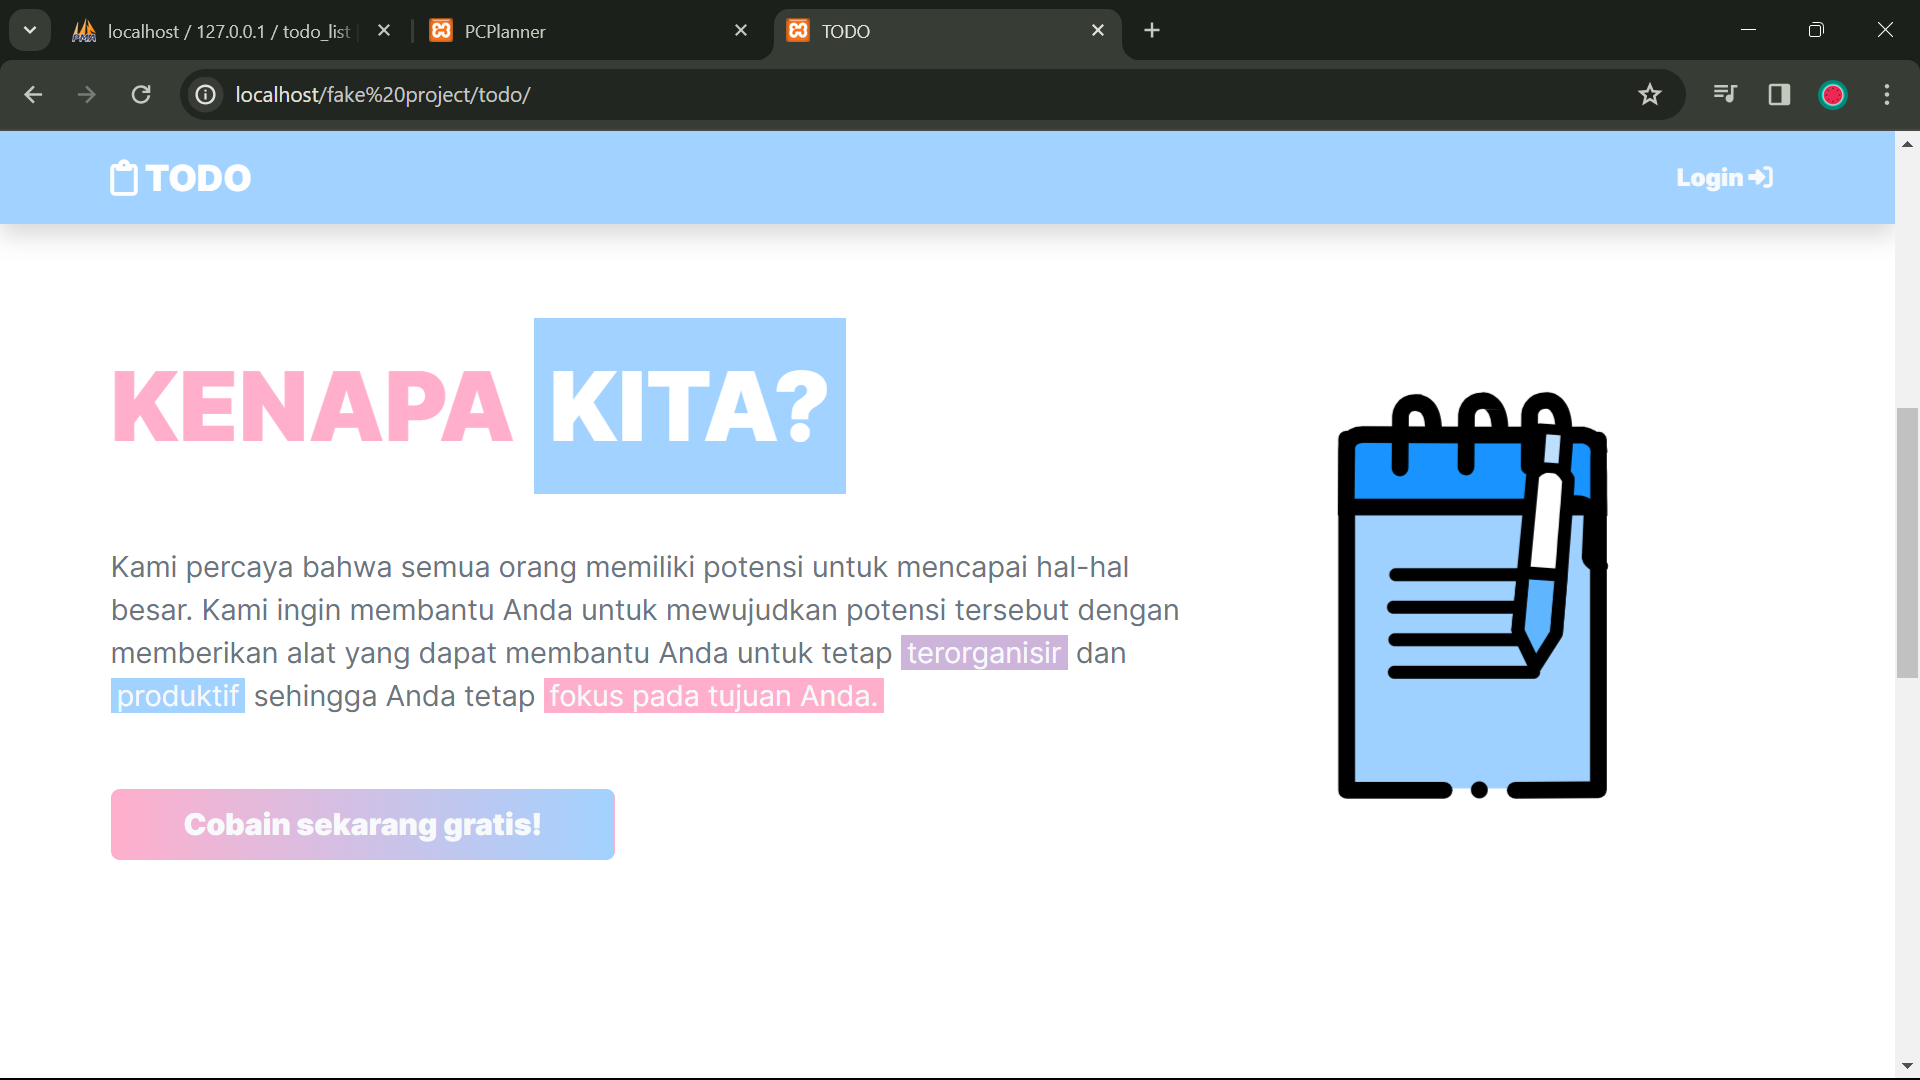 localhost / 127.0.0.1 / todo_list
PCPlanner
TODO
localhost/fake%20project/todo/
TODO
Login
KENAPA KITA?
Kami percaya bahwa semua orang memiliki potensi untuk mencapai hal-hal
besar. Kami ingin membantu Anda untuk mewujudkan potensi tersebut dengan
memberikan alat yang dapat membantu Anda untuk tetap terorganisir dan
produktif sehingga Anda tetap fokus pada tujuan Anda.
Cobain sekarang gratis!